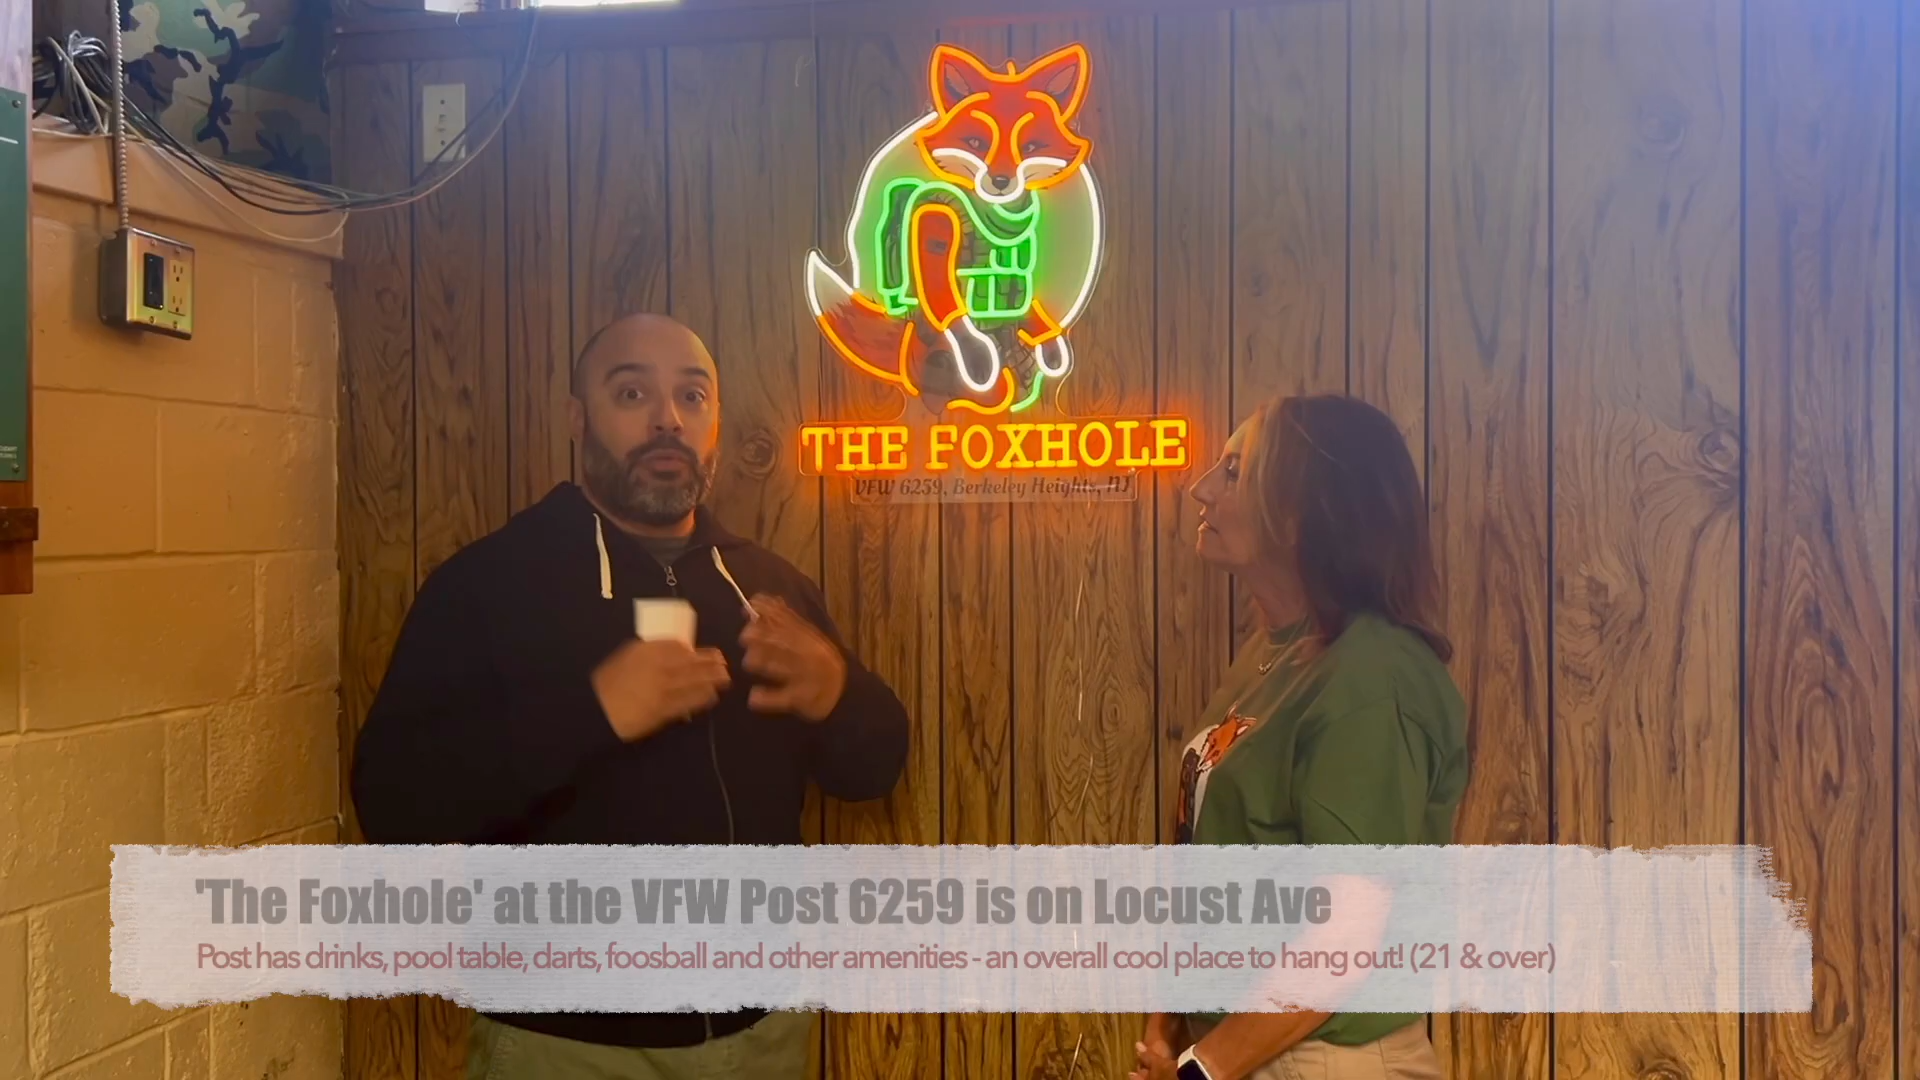 THE FOXHOLE
VFW 6259, Berkeley Heights, NJ
'The Foxhole' at the VFW Post 6259 is on Locust Ave
Post has drinks, pool table, darts, foosball and other amenities - an overall cool place to hang out! (21 & over)